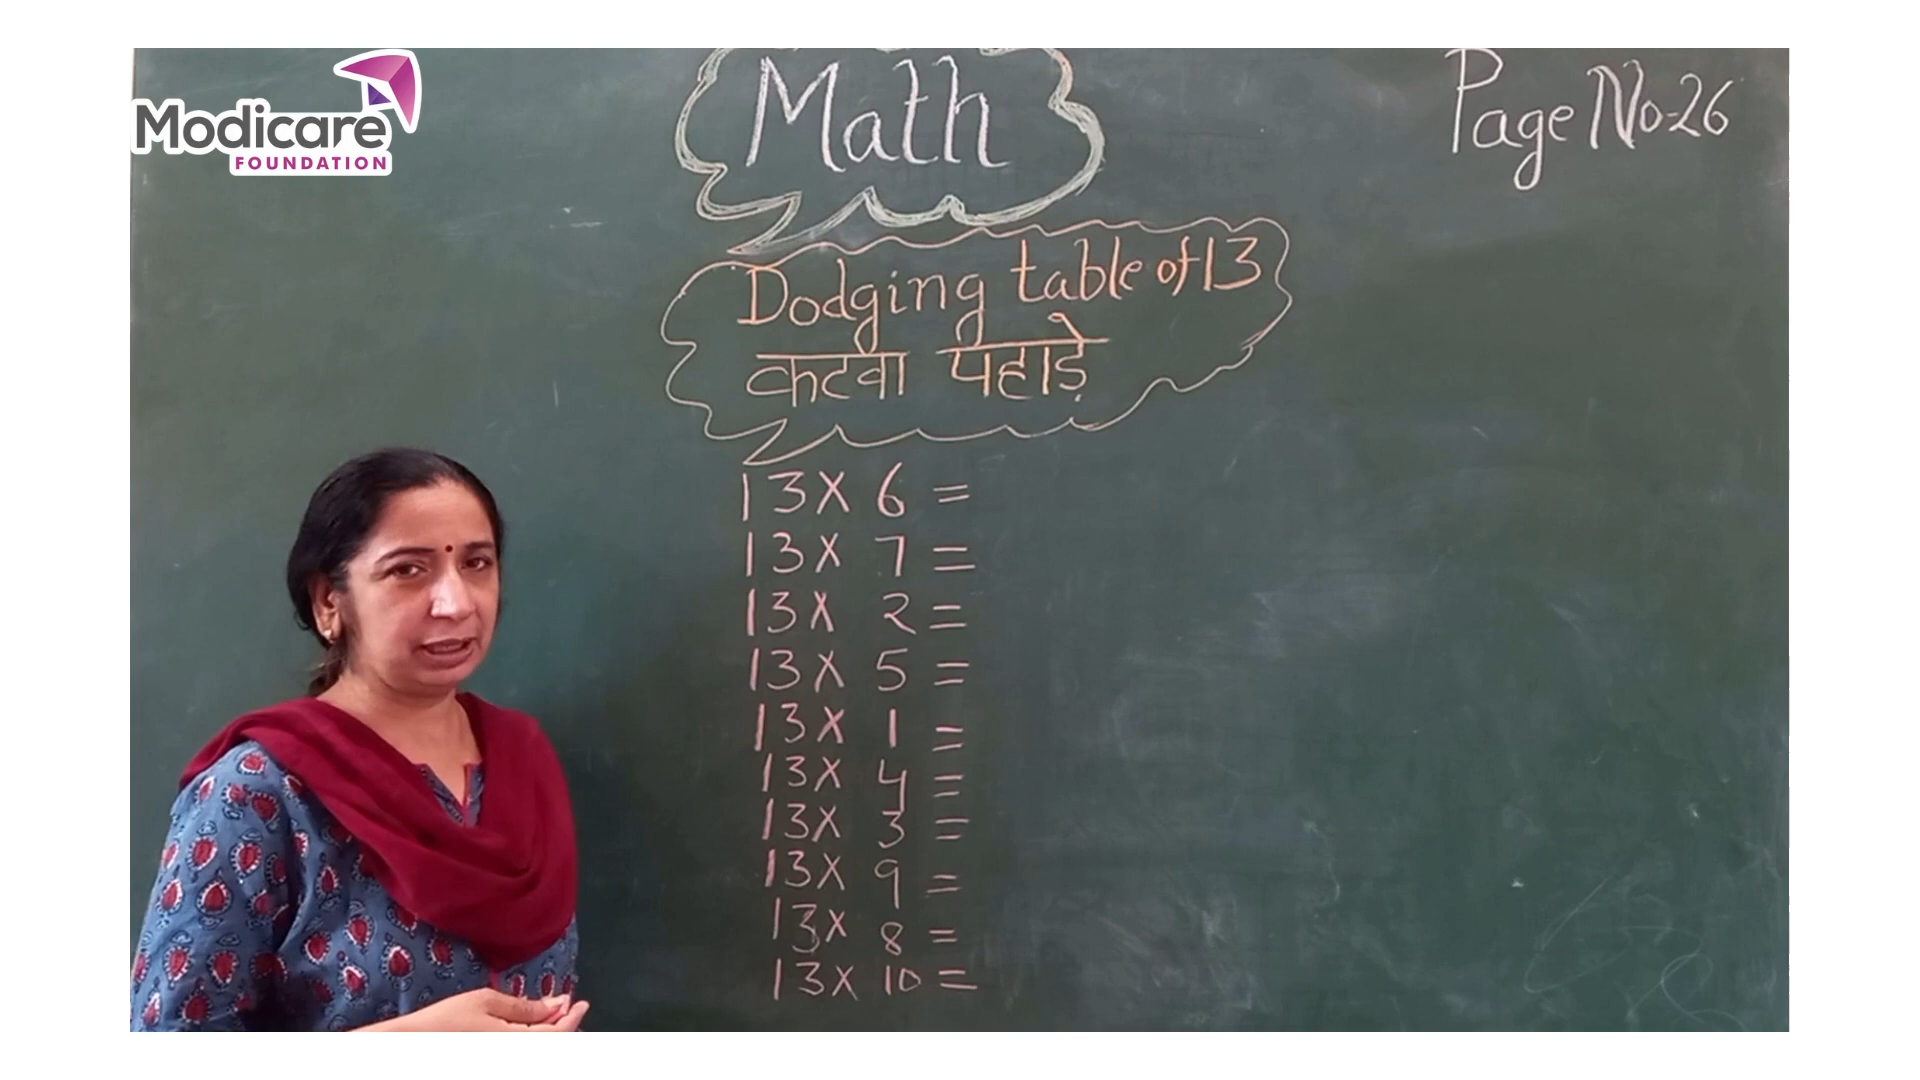 Modicare
FOUNDATION
Math
Page No-26
Dodging table of 13
कटवा पहाड़े
13 X 6 =
13 X 7 =
13 X 2 =
13 X 5 =
13 X 1 =
13 X 4 =
13 X 3 =
13 X 9 =
13 X 8 =
13 X 10 =